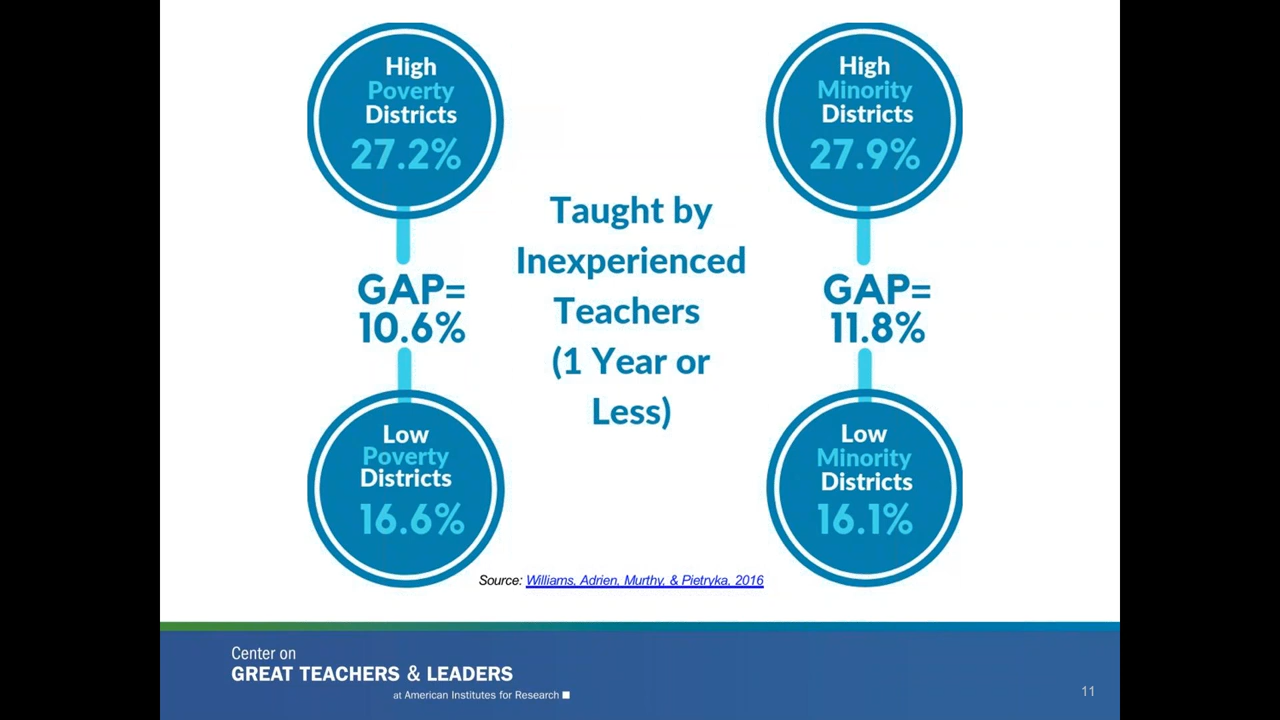 High
Poverty
Districts
27.2%
GAP=
10.6%
Low
Poverty
Districts
16.6%
Taught by
Inexperienced
Teachers
(1 Year or
Less)
High
Minority
Districts
27.9%
GAP=
11.8%
Low
Minority
Districts
16.1%
Source: Williams, Adrien, Murthy, & Pietryka, 2016
Center on
GREAT TEACHERS & LEADERS
at American Institutes for Research
11